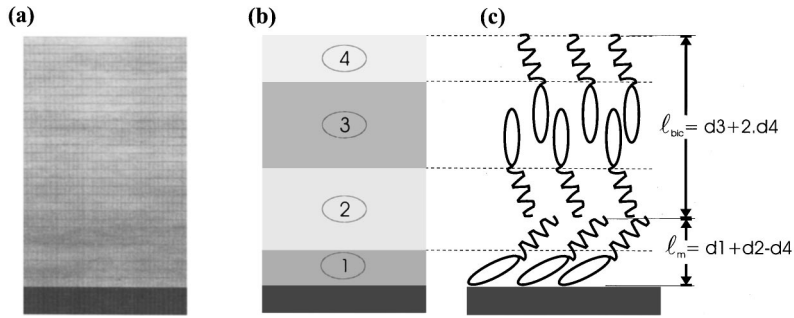 (a)
(b)
(c)
4
3
2
1
ℓbic= d3+2.d4
ℓm= d1+d2-d4